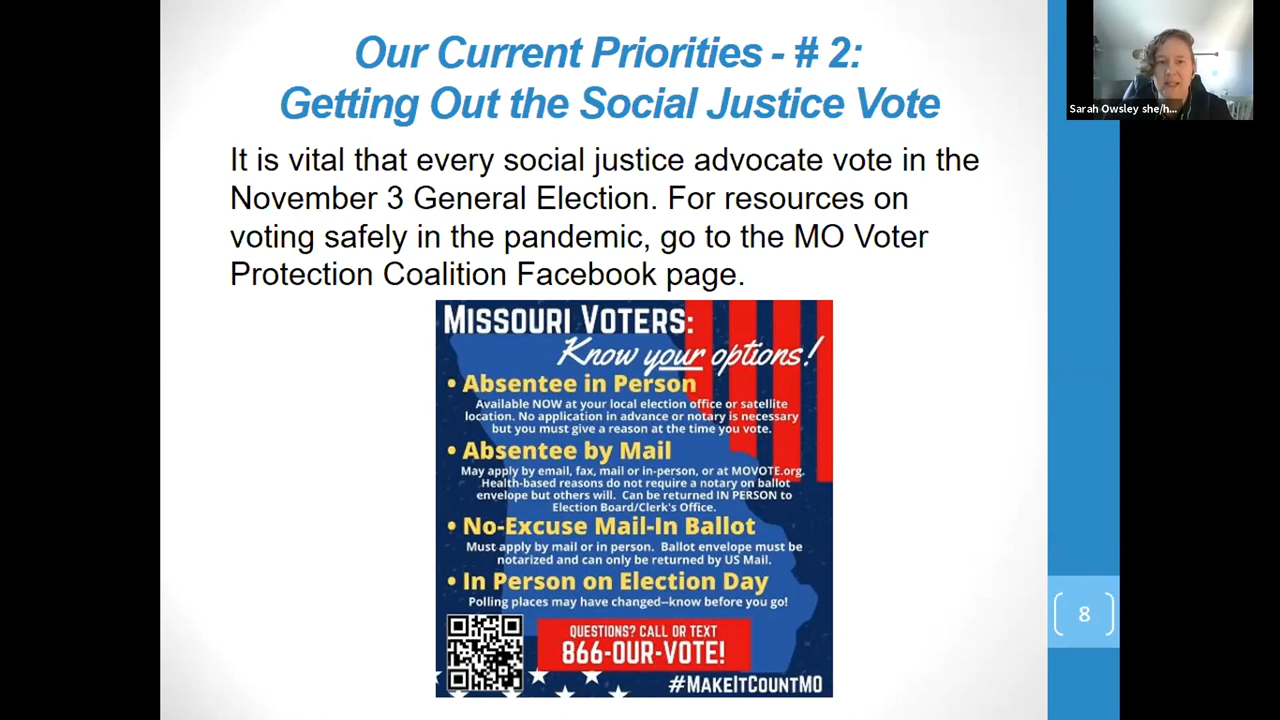 Our Current Priorities - # 2:
Getting Out the Social Justice Vote
Sarah Owsley she/h...
It is vital that every social justice advocate vote in the
November 3 General Election. For resources on
voting safely in the pandemic, go to the MO Voter
Protection Coalition Facebook page.
MISSOURI VOTERS:
Know your options!
• Absentee in Person
Available NOW at your local election office or satellite
location. No application in advance or notary is necessary
but you must give a reason at the time you vote.
• Absentee by Mail
May apply by email, fax, mail or in-person, or at MOVOTE.org.
Health-based reasons do not require a notary on ballot
envelope but others will. Can be returned IN PERSON to
Election Board/Clerk's Office.
• No-Excuse Mail-In Ballot
Must apply by mail or in person. Ballot envelope must be
notarized and can only be returned by US Mail.
• In Person on Election Day
Polling places may have changed--know before you go!
QUESTIONS? CALL OR TEXT
866-OUR-VOTE!
#MAKEITCOUNTMO
8